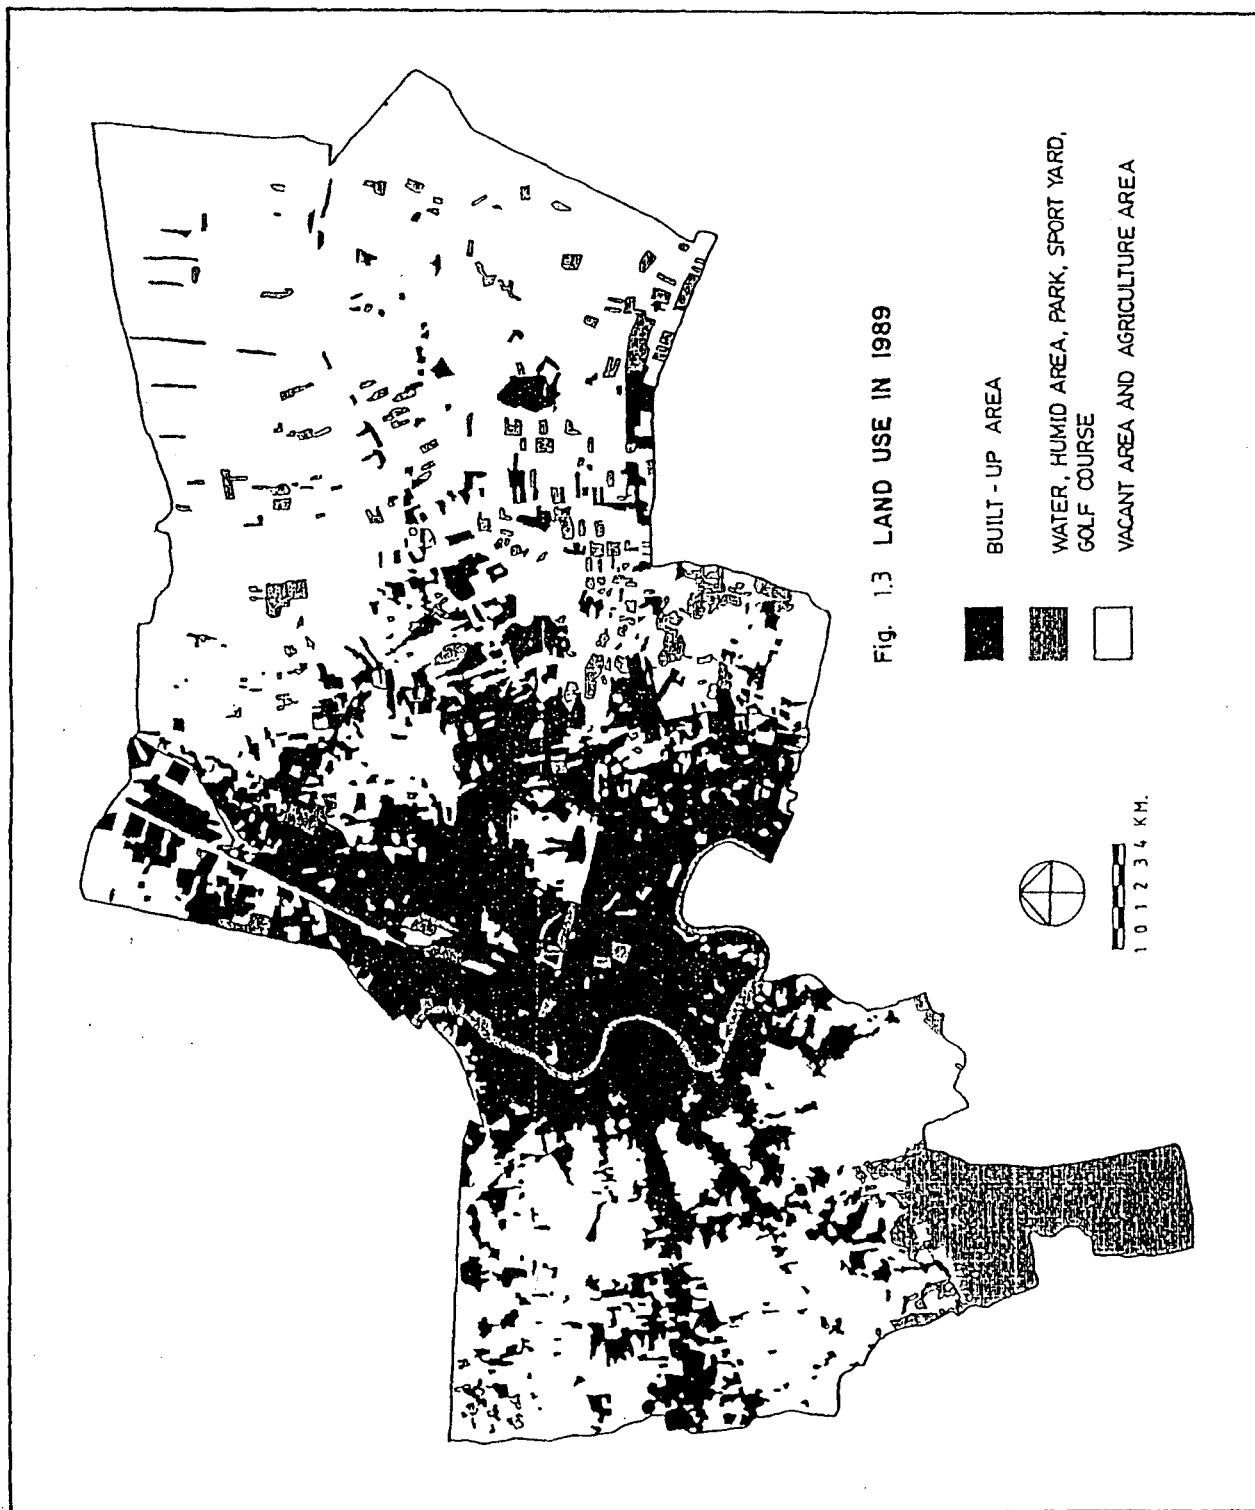 Fig. 1.3 LAND USE IN 1989
BUILT-UP AREA
WATER, HUMID AREA, PARK, SPORT YARD,
GOLF COURSE
VACANT AREA AND AGRICULTURE AREA
1 0 1 2 3 4 KM.